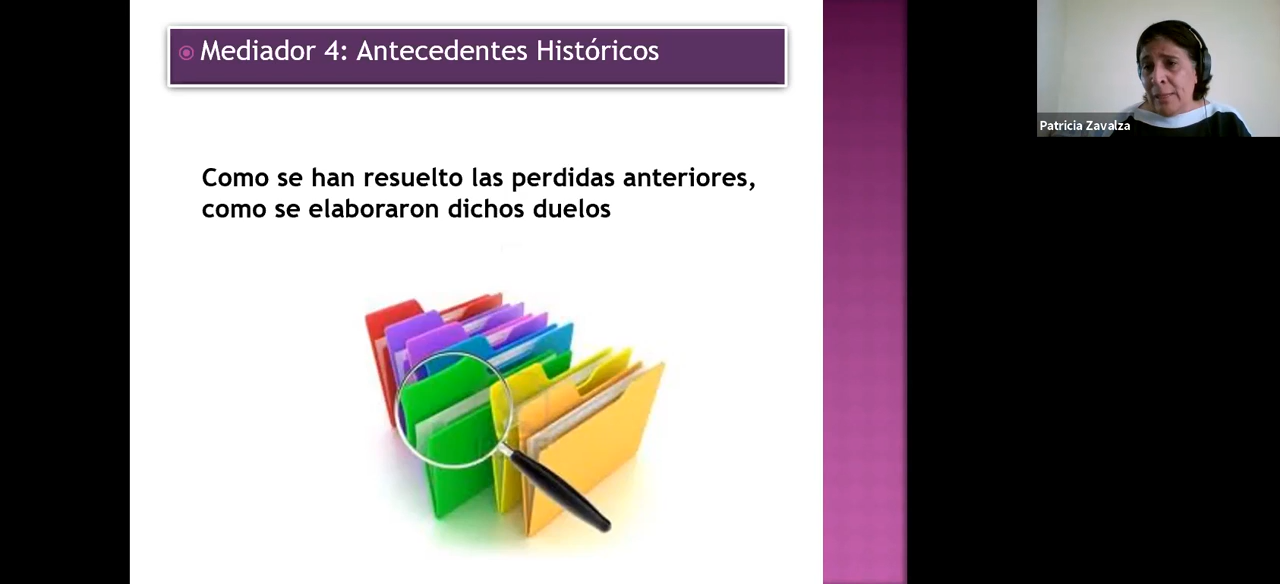 Mediador 4: Antecedentes Históricos
Como se han resuelto las perdidas anteriores,
como se elaboraron dichos duelos
Patricia Zavalza